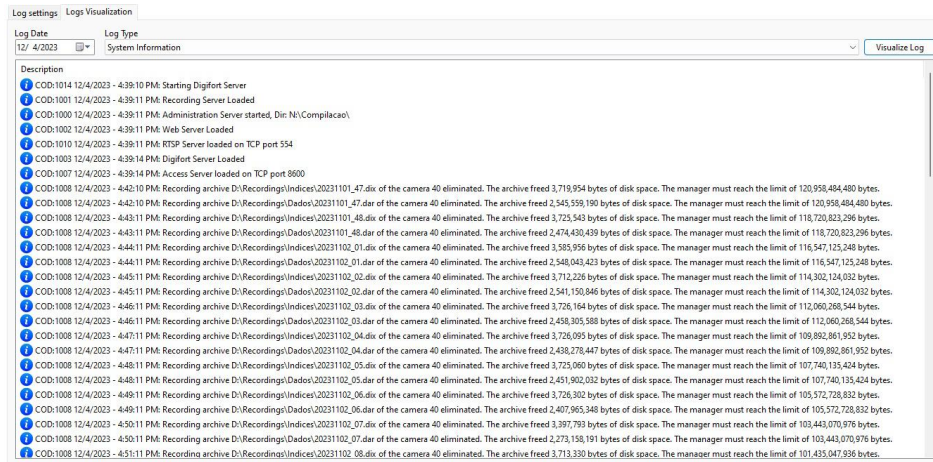 Log settings Logs Visualization
Log Date Log Type
12/ 4/2023 System Information Visualize Log
Description
COD:1014 12/4/2023 - 4:39:10 PM: Starting Digifort Server
COD:1001 12/4/2023 - 4:39:11 PM: Recording Server Loaded
COD:1000 12/4/2023 - 4:39:11 PM: Administration Server started, Dir: N:\Compilacao\
COD:1002 12/4/2023 - 4:39:11 PM: Web Server Loaded
COD:1010 12/4/2023 - 4:39:11 PM: RTSP Server loaded on TCP port 554
COD:1003 12/4/2023 - 4:39:14 PM: Digifort Server Loaded
COD:1007 12/4/2023 - 4:39:14 PM: Access Server loaded on TCP port 8600
COD:1008 12/4/2023 - 4:42:10 PM: Recording archive D:\Recordings\Indices\20231101_47.dix of the camera 40 eliminated. The archive freed 3,719,954 bytes of disk space. The manager must reach the limit of 120,958,484,480 bytes.
COD:1008 12/4/2023 - 4:42:10 PM: Recording archive D:\Recordings\Dados\20231101_47.dar of the camera 40 eliminated. The archive freed 2,545,559,190 bytes of disk space. The manager must reach the limit of 120,958,484,480 bytes.
COD:1008 12/4/2023 - 4:43:11 PM: Recording archive D:\Recordings\Indices\20231101_48.dix of the camera 40 eliminated. The archive freed 3,725,543 bytes of disk space. The manager must reach the limit of 118,720,823,296 bytes.
COD:1008 12/4/2023 - 4:43:11 PM: Recording archive D:\Recordings\Dados\20231101_48.dar of the camera 40 eliminated. The archive freed 2,474,430,439 bytes of disk space. The manager must reach the limit of 118,720,823,296 bytes.
COD:1008 12/4/2023 - 4:44:11 PM: Recording archive D:\Recordings\Indices\20231102_01.dix of the camera 40 eliminated. The archive freed 3,585,956 bytes of disk space. The manager must reach the limit of 116,547,125,248 bytes.
COD:1008 12/4/2023 - 4:44:11 PM: Recording archive D:\Recordings\Dados\20231102_01.dar of the camera 40 eliminated. The archive freed 2,548,043,423 bytes of disk space. The manager must reach the limit of 116,547,125,248 bytes.
COD:1008 12/4/2023 - 4:45:11 PM: Recording archive D:\Recordings\Indices\20231102_02.dix of the camera 40 eliminated. The archive freed 3,712,226 bytes of disk space. The manager must reach the limit of 114,302,124,032 bytes.
COD:1008 12/4/2023 - 4:45:11 PM: Recording archive D:\Recordings\Dados\20231102_02.dar of the camera 40 eliminated. The archive freed 2,541,150,846 bytes of disk space. The manager must reach the limit of 114,302,124,032 bytes.
COD:1008 12/4/2023 - 4:46:11 PM: Recording archive D:\Recordings\Indices\20231102_03.dix of the camera 40 eliminated. The archive freed 3,726,164 bytes of disk space. The manager must reach the limit of 112,060,268,544 bytes.
COD:1008 12/4/2023 - 4:46:11 PM: Recording archive D:\Recordings\Dados\20231102_03.dar of the camera 40 eliminated. The archive freed 2,458,305,588 bytes of disk space. The manager must reach the limit of 112,060,268,544 bytes.
COD:1008 12/4/2023 - 4:47:11 PM: Recording archive D:\Recordings\Indices\20231102_04.dix of the camera 40 eliminated. The archive freed 3,726,095 bytes of disk space. The manager must reach the limit of 109,892,861,952 bytes.
COD:1008 12/4/2023 - 4:47:11 PM: Recording archive D:\Recordings\Dados\20231102_04.dar of the camera 40 eliminated. The archive freed 2,438,278,447 bytes of disk space. The manager must reach the limit of 109,892,861,952 bytes.
COD:1008 12/4/2023 - 4:48:11 PM: Recording archive D:\Recordings\Indices\20231102_05.dix of the camera 40 eliminated. The archive freed 3,725,060 bytes of disk space. The manager must reach the limit of 107,740,135,424 bytes.
COD:1008 12/4/2023 - 4:48:11 PM: Recording archive D:\Recordings\Dados\20231102_05.dar of the camera 40 eliminated. The archive freed 2,451,902,032 bytes of disk space. The manager must reach the limit of 107,740,135,424 bytes.
COD:1008 12/4/2023 - 4:49:11 PM: Recording archive D:\Recordings\Indices\20231102_06.dix of the camera 40 eliminated. The archive freed 3,726,302 bytes of disk space. The manager must reach the limit of 105,572,728,832 bytes.
COD:1008 12/4/2023 - 4:49:11 PM: Recording archive D:\Recordings\Dados\20231102_06.dar of the camera 40 eliminated. The archive freed 2,407,965,348 bytes of disk space. The manager must reach the limit of 105,572,728,832 bytes.
COD:1008 12/4/2023 - 4:50:11 PM: Recording archive D:\Recordings\Indices\20231102_07.dix of the camera 40 eliminated. The archive freed 3,397,793 bytes of disk space. The manager must reach the limit of 103,443,070,976 bytes.
COD:1008 12/4/2023 - 4:50:11 PM: Recording archive D:\Recordings\Dados\20231102_07.dar of the camera 40 eliminated. The archive freed 2,273,158,191 bytes of disk space. The manager must reach the limit of 103,443,070,976 bytes.
COD:1008 12/4/2023 - 4:51:11 PM: Recording archive D:\Recordings\Indices\20231102_08.dix of the camera 40 eliminated. The archive freed 3,713,330 bytes of disk space. The manager must reach the limit of 101,435,047,936 bytes.